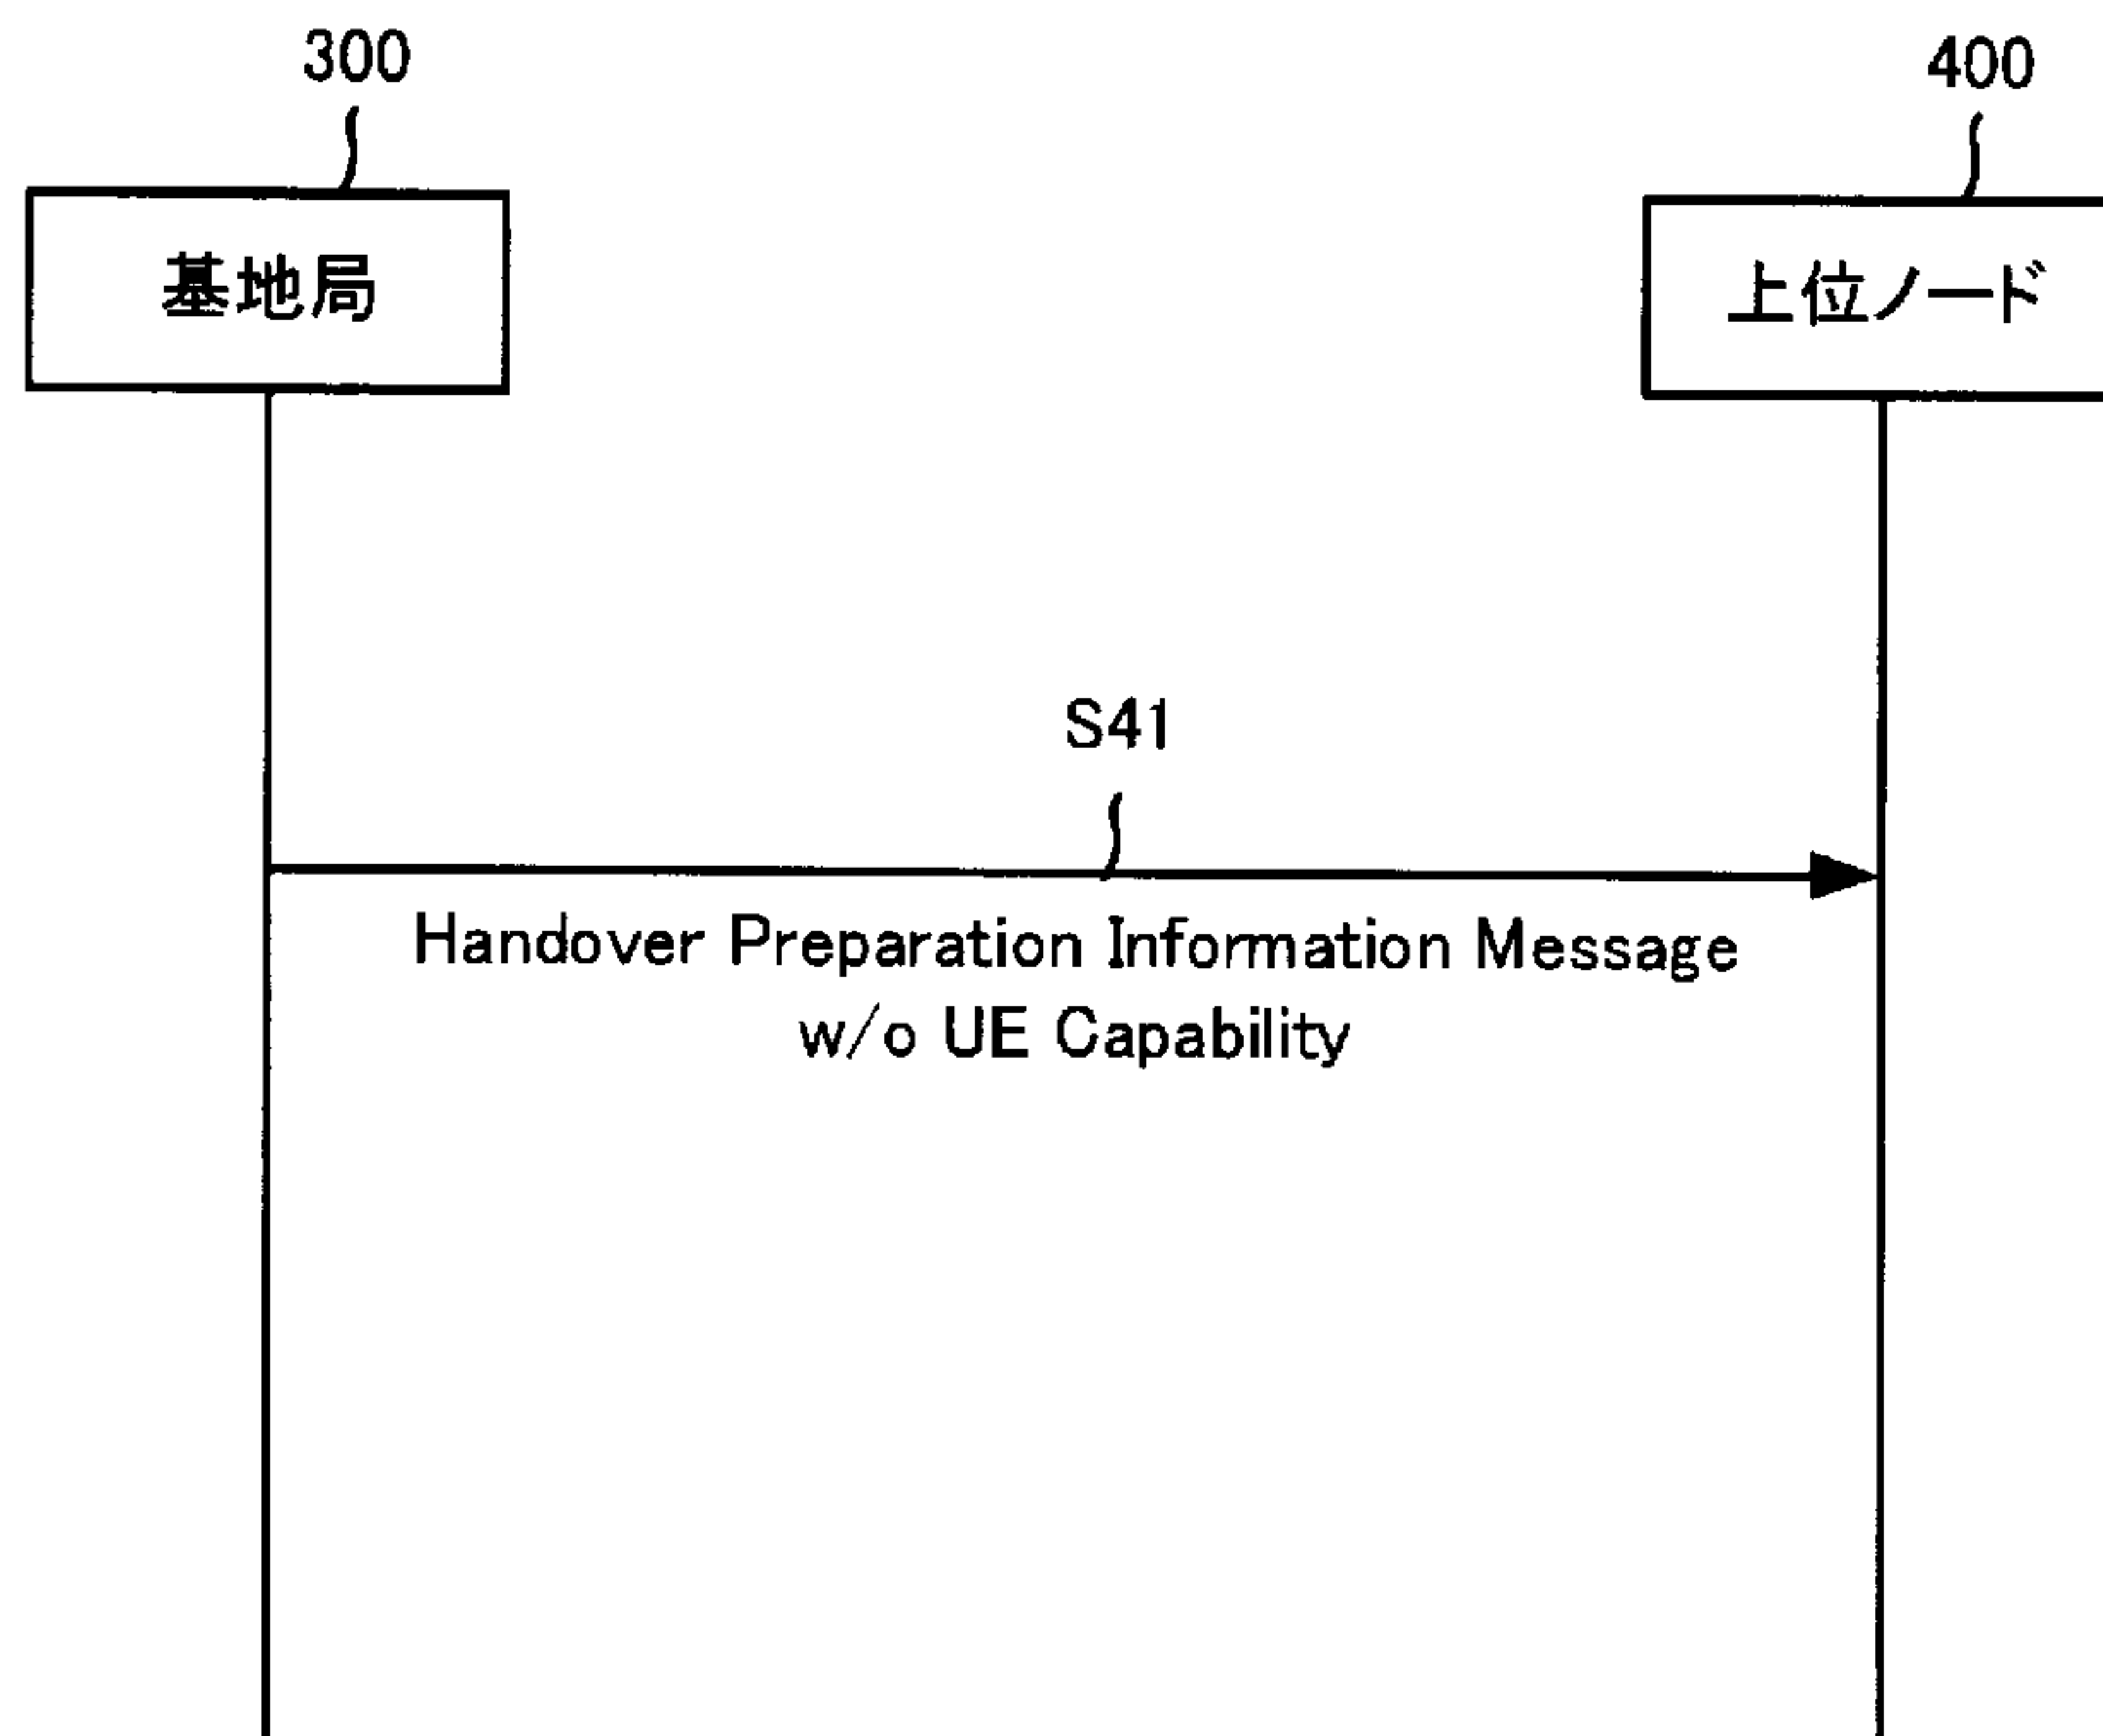 300
400
基地局
上位ノード
S41
Handover Preparation Information Message
w/o UE Capability